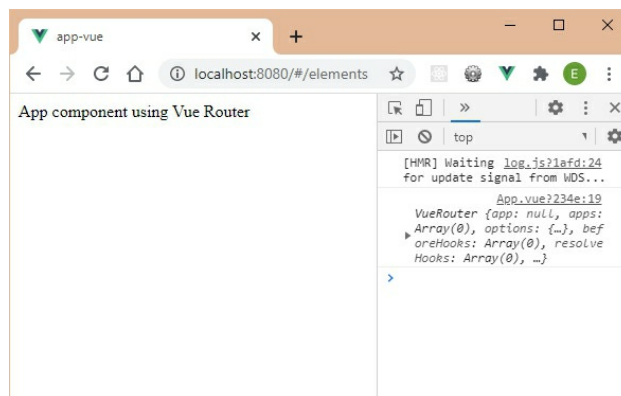 app-vue
localhost:8080/#/elements
E
App component using Vue Router
top
[HMR] Waiting log.js?1afd:24
for update signal from WDS...
App.vue?234e:19
VueRouter {app: null, apps:
Array(0), options: {…}, bef
oreHooks: Array(0), resolve
Hooks: Array(0), …}